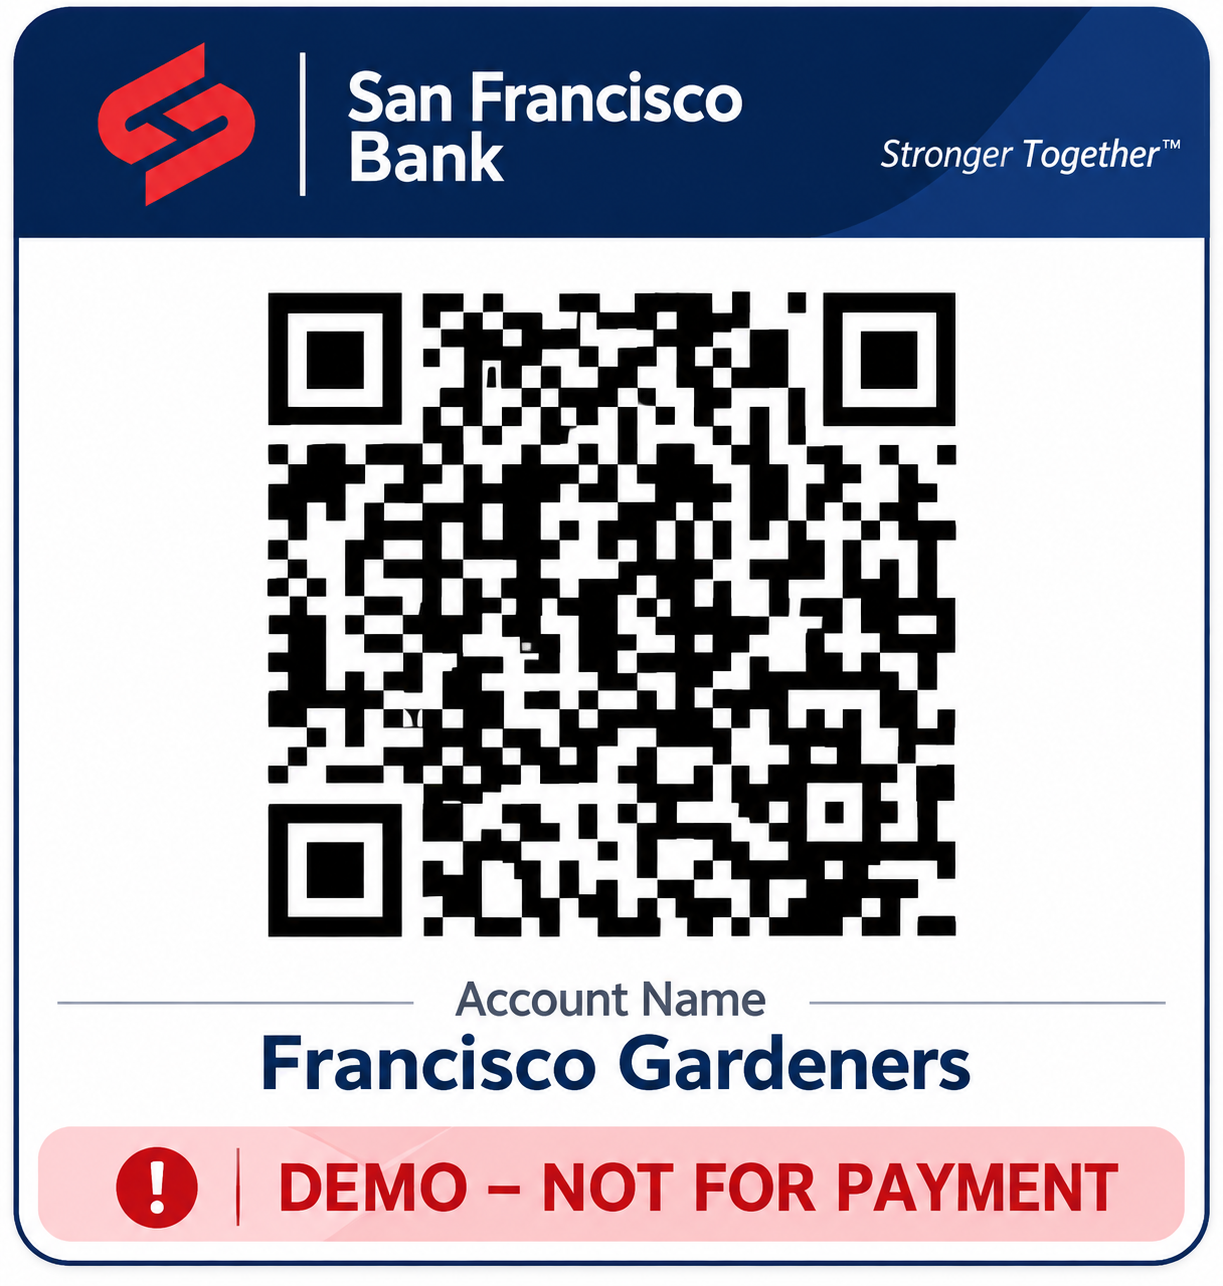 San Francisco
Bank
Stronger Together™
Account Name
Francisco Gardeners
DEMO – NOT FOR PAYMENT